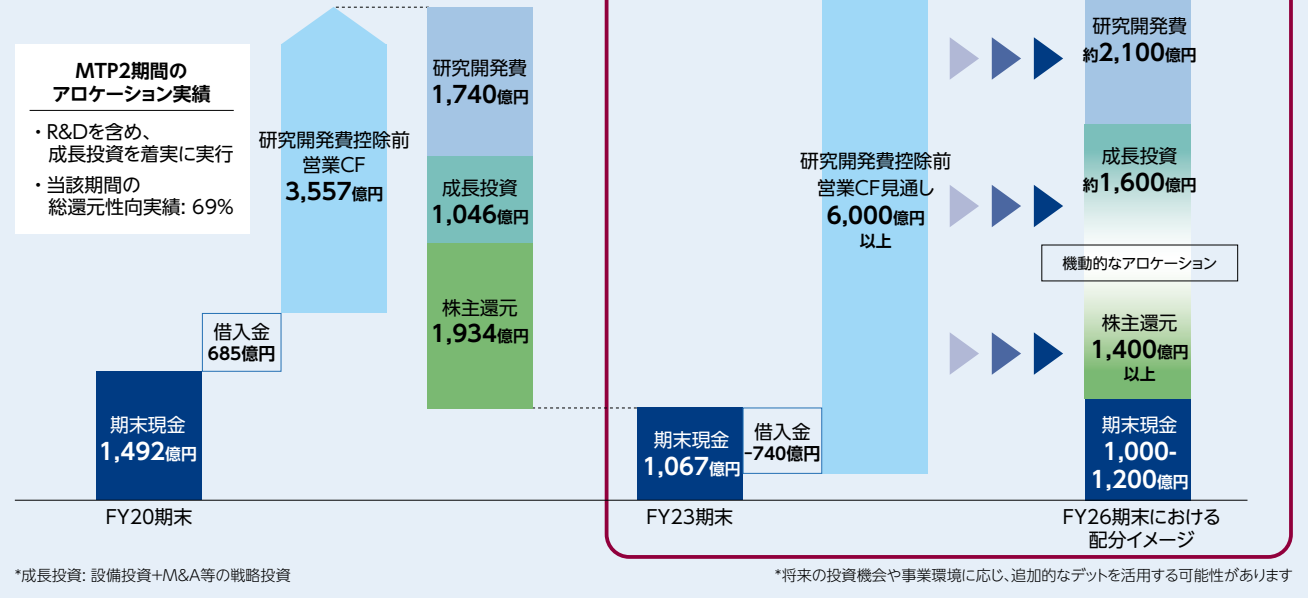 MTP2期間の
アロケーション実績
・R&Dを含め、
成長投資を着実に実行
・当該期間の
総還元性向実績: 69%
期末現金
1,492億円
FY20期末
借入金
685億円
研究開発費控除前
営業CF
3,557億円
研究開発費
1,740億円
成長投資
1,046億円
株主還元
1,934億円
期末現金
1,067億円
FY23期末
借入金
-740億円
研究開発費控除前
営業CF見通し
6,000億円
以上
研究開発費
約2,100億円
成長投資
約1,600億円
機動的なアロケーション
株主還元
1,400億円
以上
期末現金
1,000-
1,200億円
FY26期末における
配分イメージ
*成長投資: 設備投資+M&A等の戦略投資
*将来の投資機会や事業環境に応じ、追加的なデットを活用する可能性があります